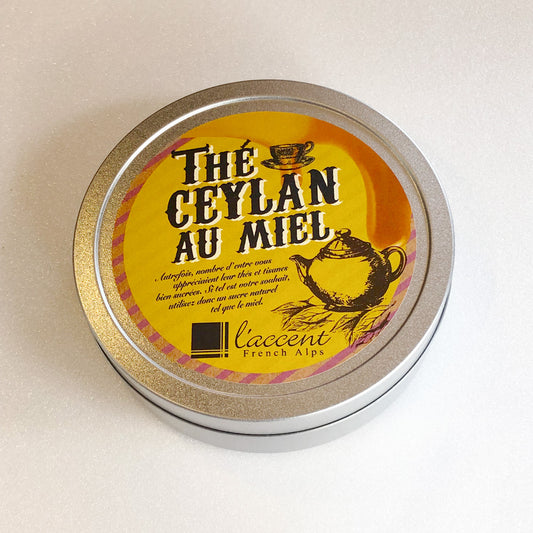 THÉ
CEYLAN
AU MIEL
Autrefois, nombre d'entre vous
appréciaient leur thés et tisanes
bien sucrées. Si tel est votre souhait,
utilisez donc un sucre naturel
tel que le miel.
l'accent
French Alps